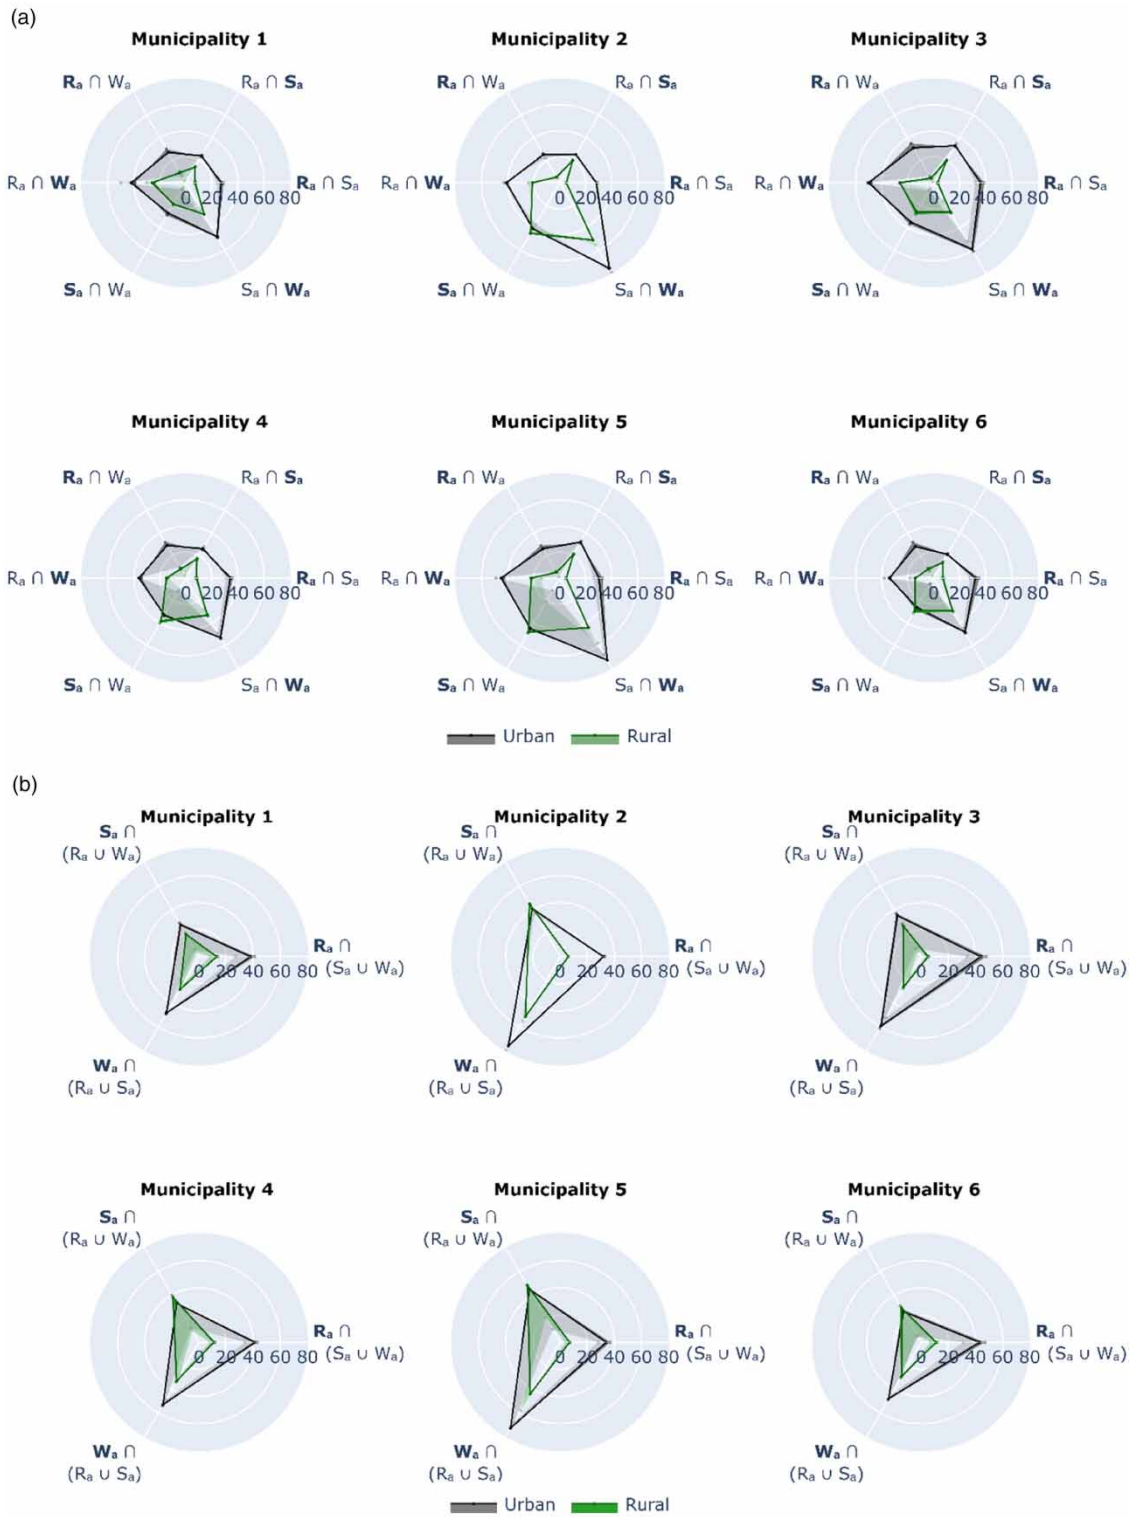 (a)
Municipality 1 Municipality 2 Municipality 3
Rₐ ∩ Wₐ Rₐ ∩ Sₐ Rₐ ∩ Wₐ Rₐ ∩ Sₐ Rₐ ∩ Wₐ Rₐ ∩ Sₐ
Rₐ ∩ Wₐ 0 20 40 60 80 Rₐ ∩ Sₐ Rₐ ∩ Wₐ 0 20 40 60 80 Rₐ ∩ Sₐ Rₐ ∩ Wₐ 0 20 40 60 80 Rₐ ∩ Sₐ
Sₐ ∩ Wₐ Sₐ ∩ Wₐ Sₐ ∩ Wₐ Sₐ ∩ Wₐ Sₐ ∩ Wₐ Sₐ ∩ Wₐ
Municipality 4 Municipality 5 Municipality 6
Rₐ ∩ Wₐ Rₐ ∩ Sₐ Rₐ ∩ Wₐ Rₐ ∩ Sₐ Rₐ ∩ Wₐ Rₐ ∩ Sₐ
Rₐ ∩ Wₐ 0 20 40 60 80 Rₐ ∩ Sₐ Rₐ ∩ Wₐ 0 20 40 60 80 Rₐ ∩ Sₐ Rₐ ∩ Wₐ 0 20 40 60 80 Rₐ ∩ Sₐ
Sₐ ∩ Wₐ Sₐ ∩ Wₐ Sₐ ∩ Wₐ Sₐ ∩ Wₐ Sₐ ∩ Wₐ Sₐ ∩ Wₐ
Urban Rural
(b)
Municipality 1 Municipality 2 Municipality 3
Sₐ ∩ Sₐ ∩ Sₐ ∩
(Rₐ ∪ Wₐ) (Rₐ ∪ Wₐ) (Rₐ ∪ Wₐ)
Rₐ ∩ Rₐ ∩ Rₐ ∩
0 20 40 60 80 (Sₐ ∪ Wₐ) 0 20 40 60 80 (Sₐ ∪ Wₐ) 0 20 40 60 80 (Sₐ ∪ Wₐ)
Wₐ ∩ Wₐ ∩ Wₐ ∩
(Rₐ ∪ Sₐ) (Rₐ ∪ Sₐ) (Rₐ ∪ Sₐ)
Municipality 4 Municipality 5 Municipality 6
Sₐ ∩ Sₐ ∩ Sₐ ∩
(Rₐ ∪ Wₐ) (Rₐ ∪ Wₐ) (Rₐ ∪ Wₐ)
Rₐ ∩ Rₐ ∩ Rₐ ∩
0 20 40 60 80 (Sₐ ∪ Wₐ) 0 20 40 60 80 (Sₐ ∪ Wₐ) 0 20 40 60 80 (Sₐ ∪ Wₐ)
Wₐ ∩ Wₐ ∩ Wₐ ∩
(Rₐ ∪ Sₐ) (Rₐ ∪ Sₐ) (Rₐ ∪ Sₐ)
Urban Rural